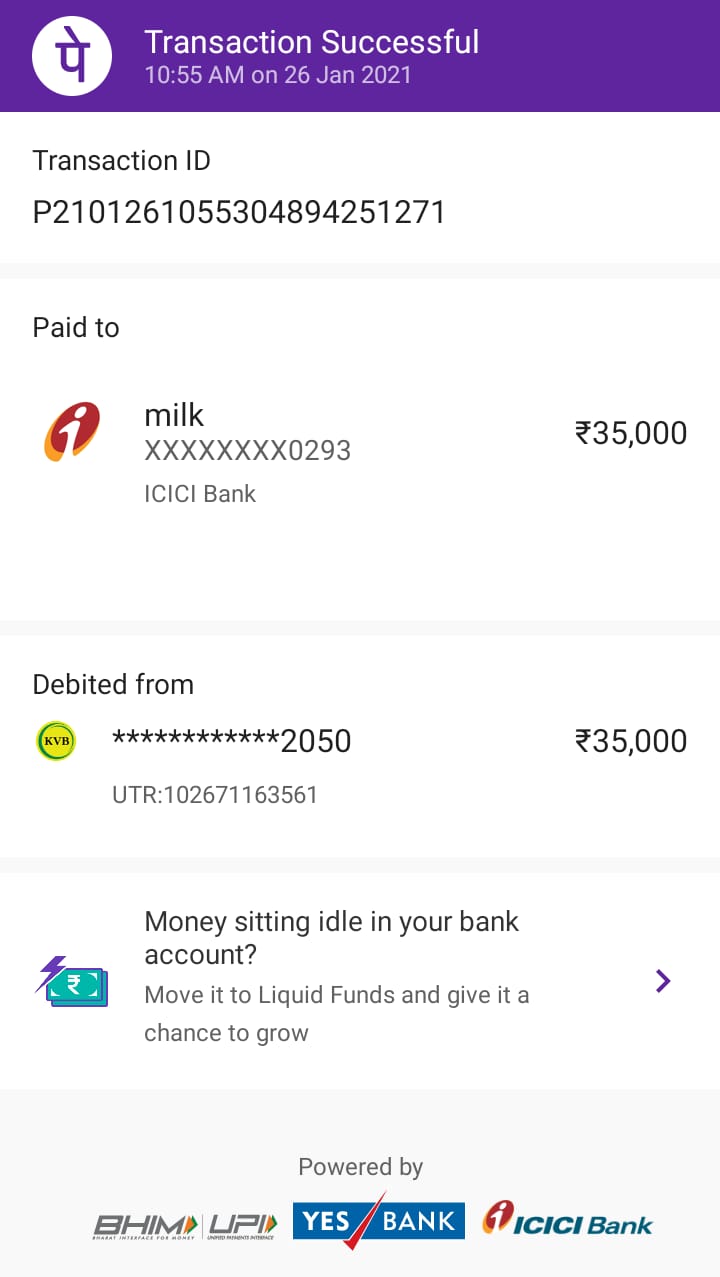 पे
Transaction Successful
10:55 AM on 26 Jan 2021
Transaction ID
P2101261055304894251271
Paid to
milk
₹35,000
XXXXXXXX0293
ICICI Bank
Debited from
KVB
************2050
₹35,000
UTR:102671163561
Money sitting idle in your bank
account?
₹
Move it to Liquid Funds and give it a
chance to grow
Powered by
BHIM
BHARAT INTERFACE FOR MONEY
UPI
UNIFIED PAYMENTS INTERFACE
YES BANK
ICICI Bank